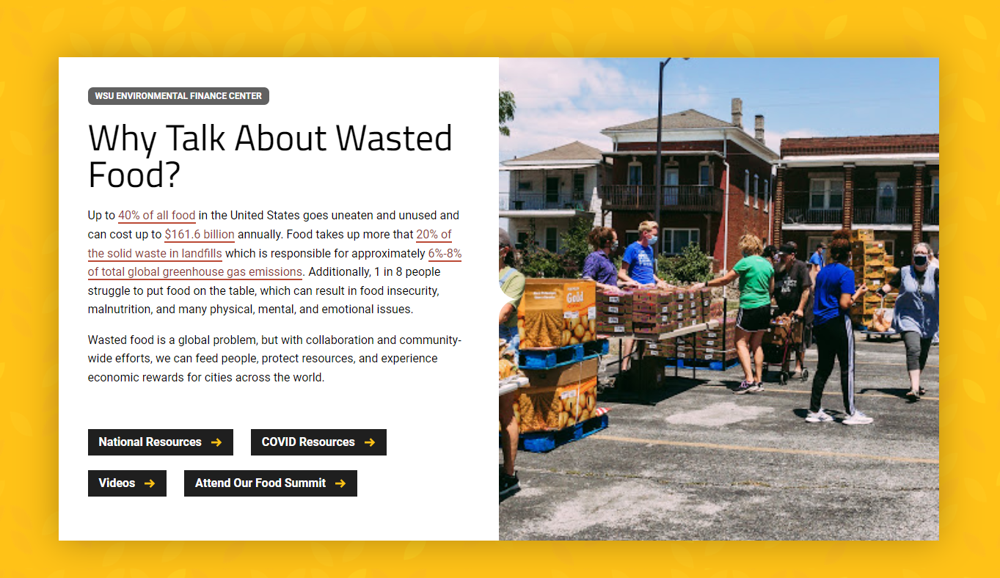 WSU ENVIRONMENTAL FINANCE CENTER
Why Talk About Wasted
Food?
Up to 40% of all food in the United States goes uneaten and unused and
can cost up to $161.6 billion annually. Food takes up more that 20% of
the solid waste in landfills which is responsible for approximately 6%-8%
of total global greenhouse gas emissions. Additionally, 1 in 8 people
struggle to put food on the table, which can result in food insecurity,
malnutrition, and many physical, mental, and emotional issues.
Wasted food is a global problem, but with collaboration and community-
wide efforts, we can feed people, protect resources, and experience
economic rewards for cities across the world.
National Resources
COVID Resources
Videos
Attend Our Food Summit
Gold